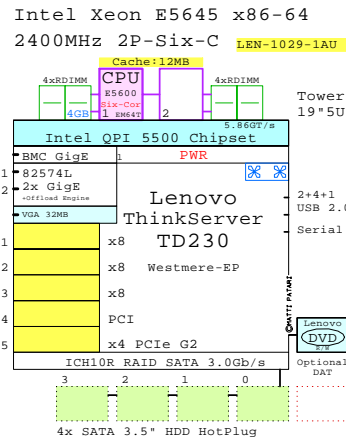 Intel Xeon E5645 x86-64
2400MHz 2P-Six-C LEN-1029-1AU
Cache:12MB
4xRDIMM CPU 4xRDIMM
E5600
Six-Cor
4GB 1 EM64T 2
Tower
19"5U
5.86GT/s
Intel QPI 5500 Chipset
BMC GigE 1 PWR
1 82574L
2 2x GigE
+Offload Engine
VGA 32MB
Lenovo
ThinkServer
TD230
Westmere-EP
2+4+1
USB 2.0
Serial
1 x8
2 x8
3 x8
4 PCI
5 x4 PCIe G2
©MATTI PATARI
Lenovo
DVD
R/W
Optional
DAT
ICH10R RAID SATA 3.0Gb/s
3 2 1 0
4x SATA 3.5" HDD HotPlug